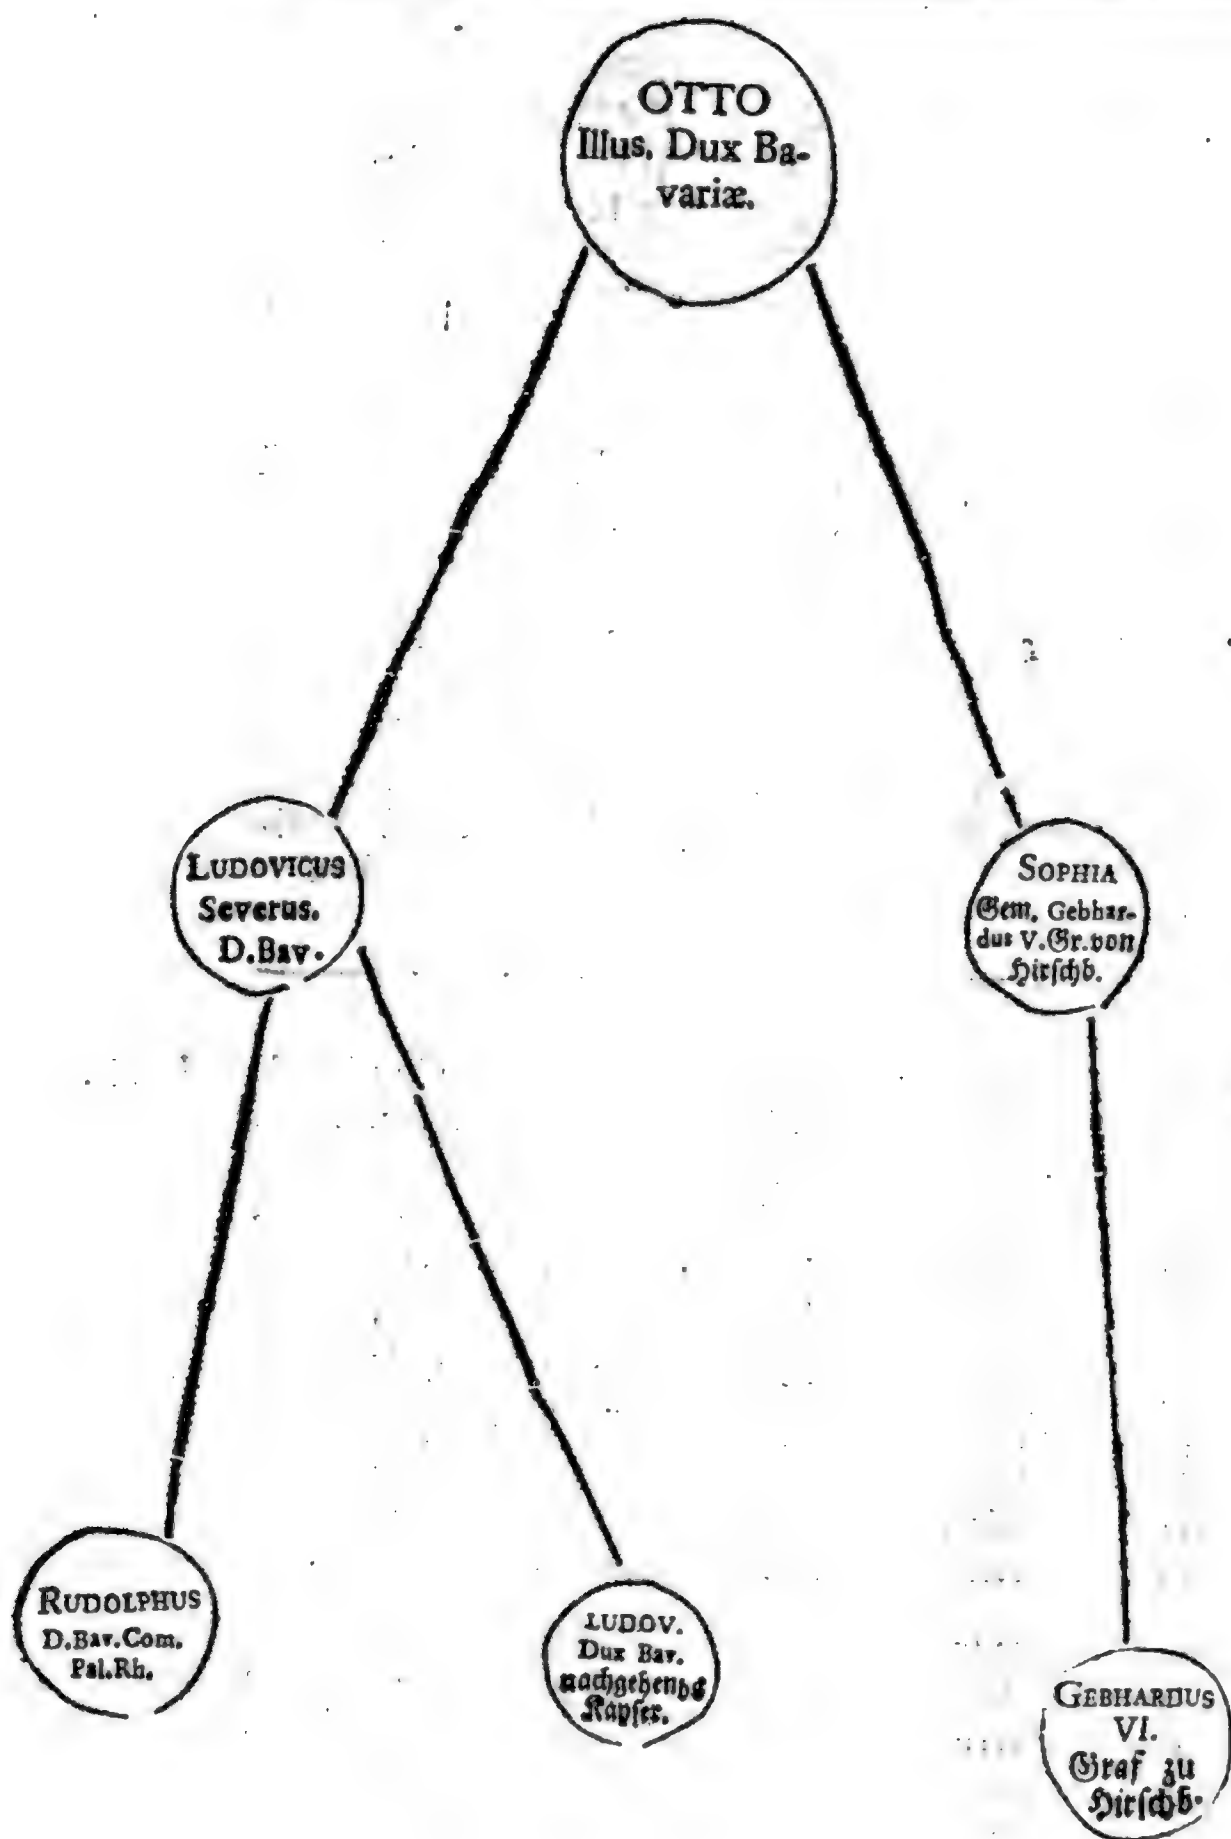 OTTO
Illus. Dux Ba-
variæ.
LUDOVICUS
Severus.
D.Bav.
SOPHIA
Gem. Gebhar-
dus V. Gr. von
Hirschb.
RUDOLPHUS
D.Bav.Com.
Pal.Rh.
LUDOV.
Dux Bav.
nachgehends
Kayser.
GEBHARDUS
VI.
Graf zu
Hirschb.